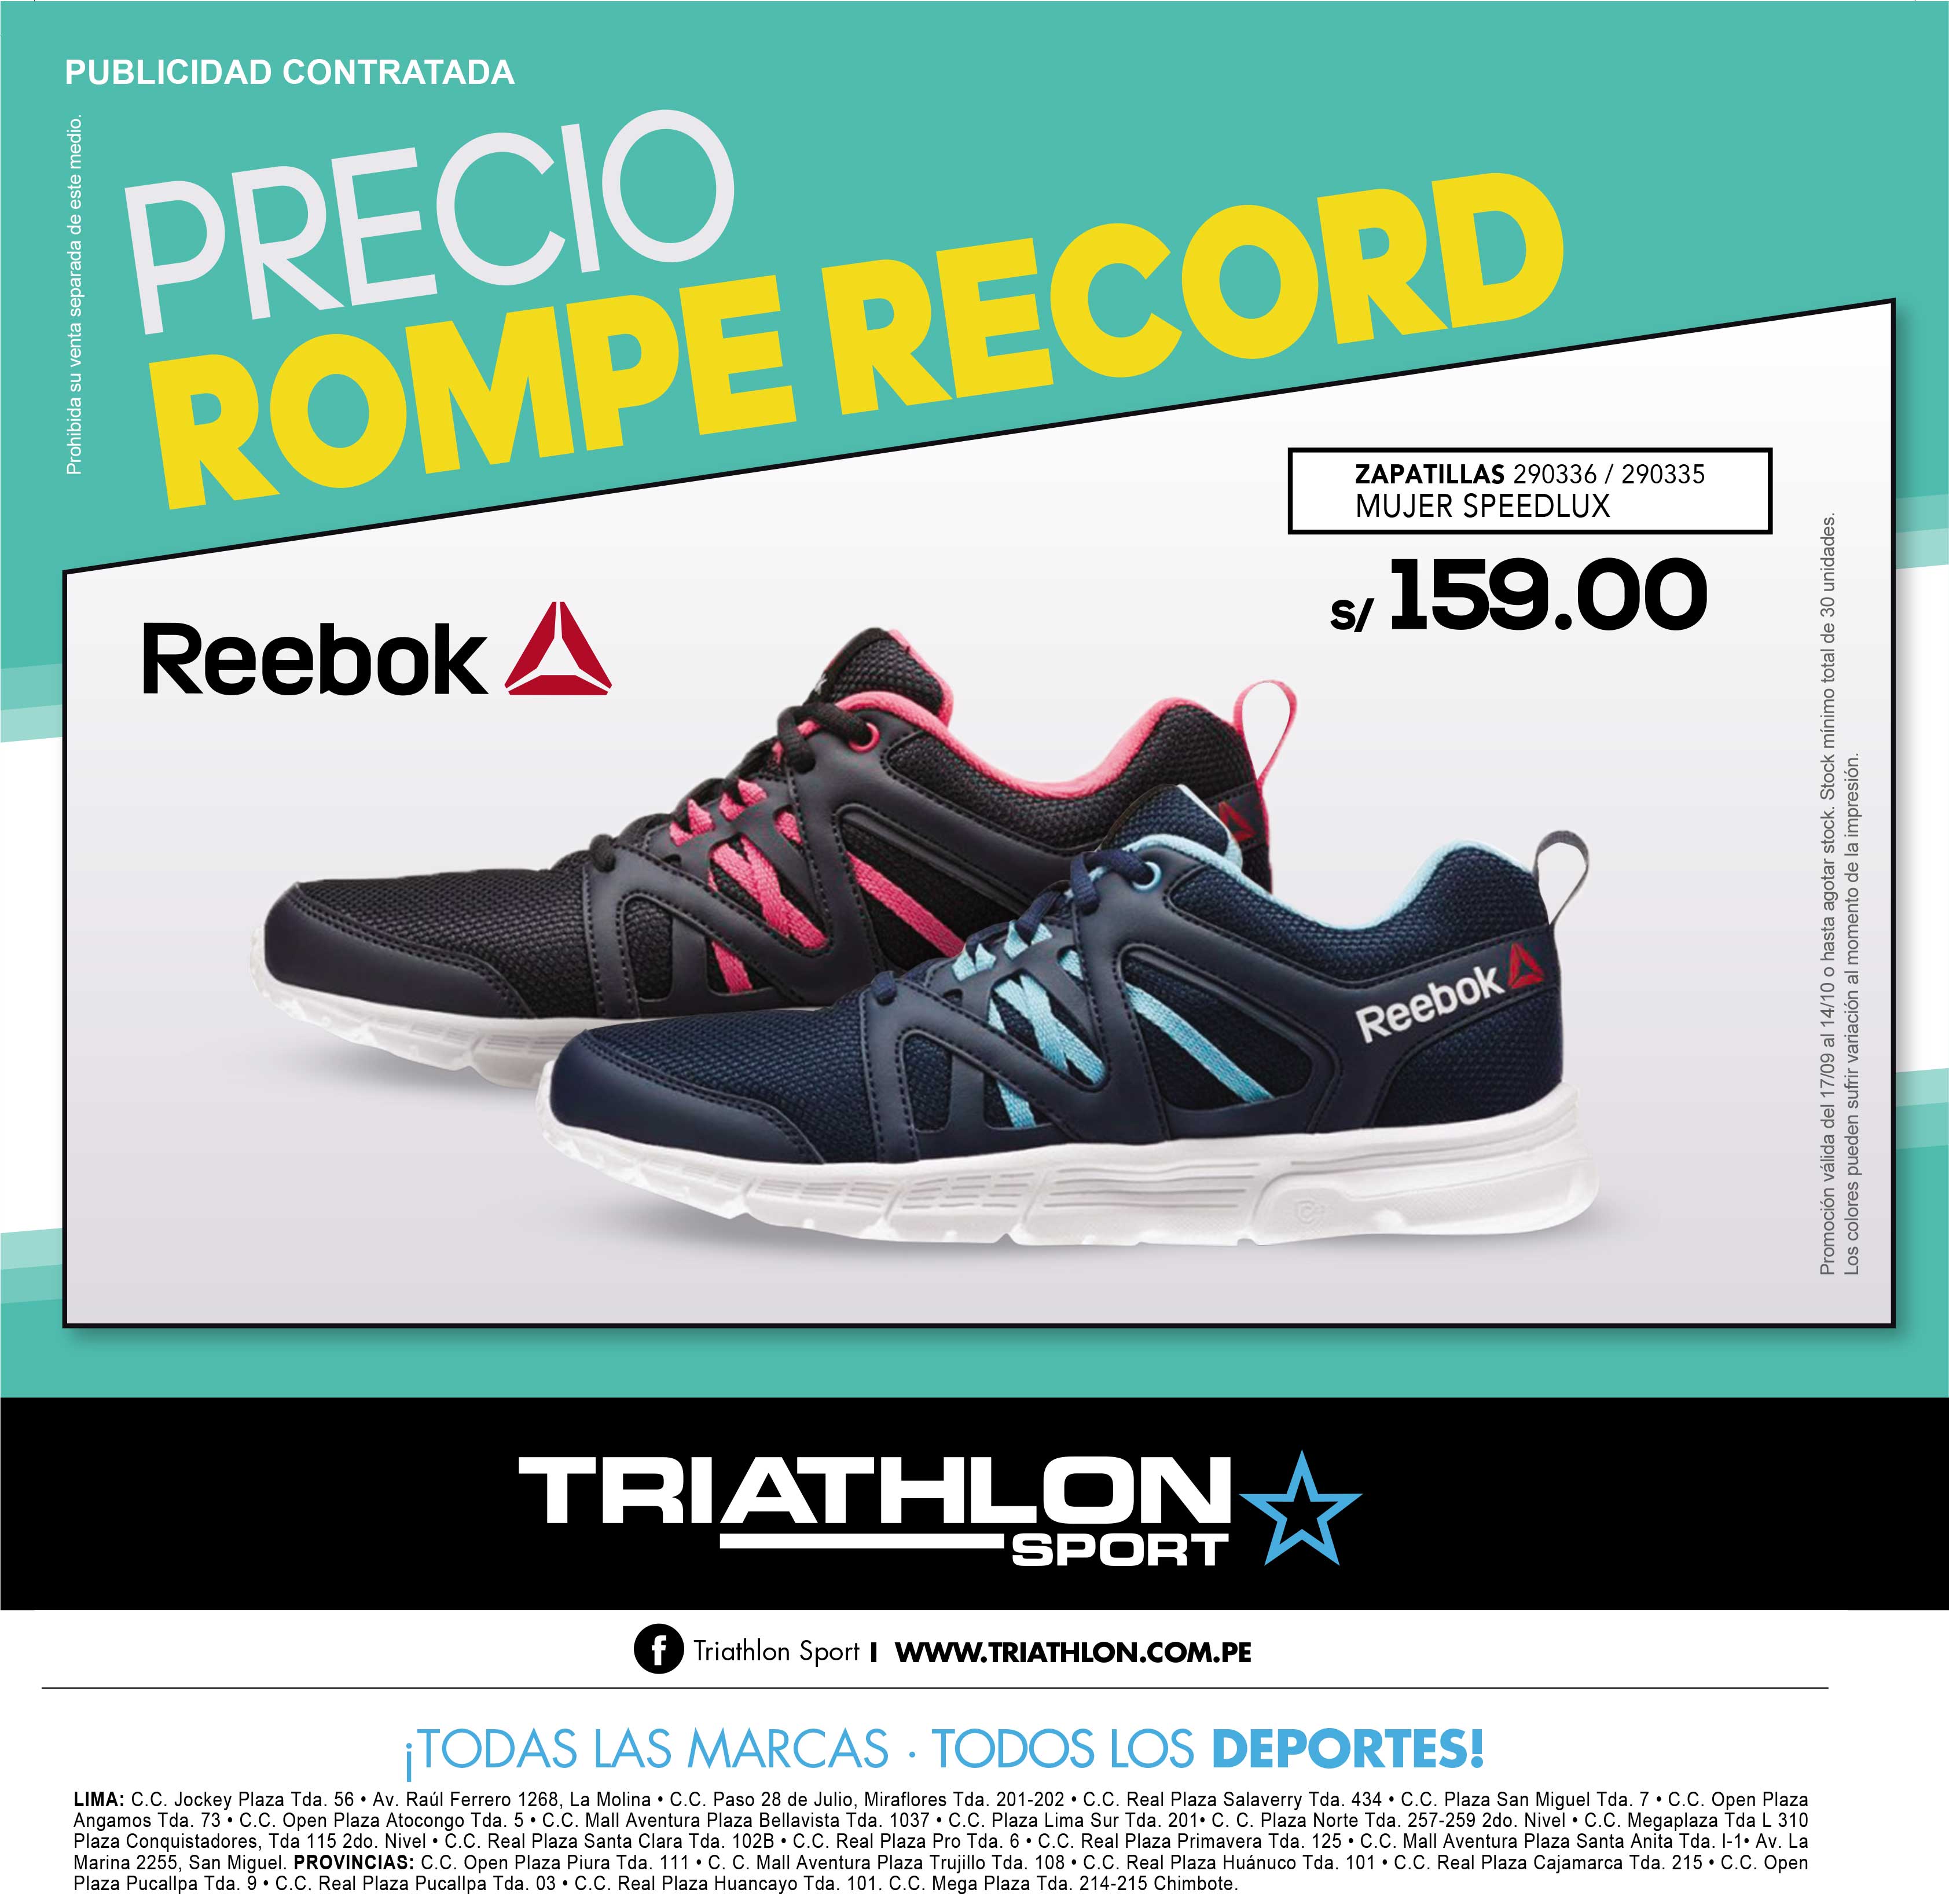 PUBLICIDAD CONTRATADA
Prohibida su venta separada de este medio.
PRECIO
ROMPE RECORD
ZAPATILLAS 290336 / 290335
MUJER SPEEDLUX
S/ 159.00
Reebok
Reebok
Promoción válida del 17/09 al 14/10 o hasta agotar stock. Stock mínimo total de 30 unidades.
Los colores pueden sufrir variación al momento de la impresión.
TRIATHLON
SPORT
f Triathlon Sport I WWW.TRIATHLON.COM.PE
¡TODAS LAS MARCAS · TODOS LOS DEPORTES!
LIMA: C.C. Jockey Plaza Tda. 56 • Av. Raúl Ferrero 1268, La Molina • C.C. Paso 28 de Julio, Miraflores Tda. 201-202 • C.C. Real Plaza Salaverry Tda. 434 • C.C. Plaza San Miguel Tda. 7 • C.C. Open Plaza
Angamos Tda. 73 • C.C. Open Plaza Atocongo Tda. 5 • C.C. Mall Aventura Plaza Bellavista Tda. 1037 • C.C. Plaza Lima Sur Tda. 201• C. C. Plaza Norte Tda. 257-259 2do. Nivel • C.C. Megaplaza Tda L 310
Plaza Conquistadores, Tda 115 2do. Nivel • C.C. Real Plaza Santa Clara Tda. 102B • C.C. Real Plaza Pro Tda. 6 • C.C. Real Plaza Primavera Tda. 125 • C.C. Mall Aventura Plaza Santa Anita Tda. I-1• Av. La
Marina 2255, San Miguel. PROVINCIAS: C.C. Open Plaza Piura Tda. 111 • C. C. Mall Aventura Plaza Trujillo Tda. 108 • C.C. Real Plaza Huánuco Tda. 101 • C.C. Real Plaza Cajamarca Tda. 215 • C.C. Open
Plaza Pucallpa Tda. 9 • C.C. Real Plaza Pucallpa Tda. 03 • C.C. Real Plaza Huancayo Tda. 101. C.C. Mega Plaza Tda. 214-215 Chimbote.